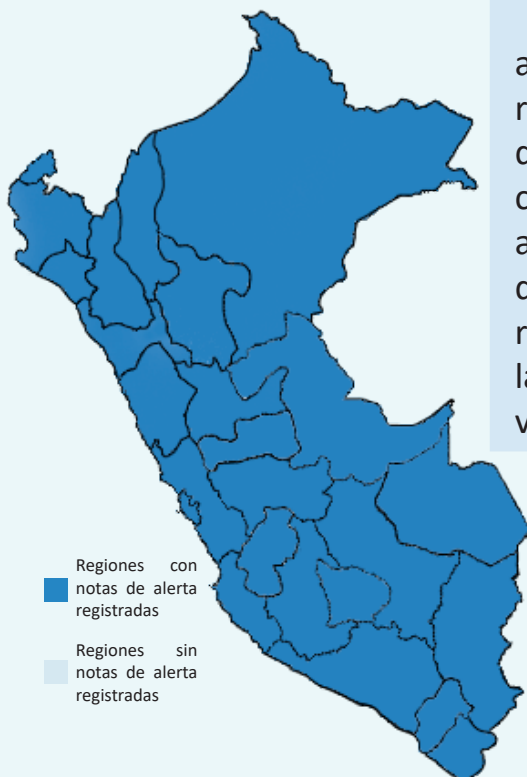 Regiones con
notas de alerta
registradas
Regiones sin
notas de alerta
registradas